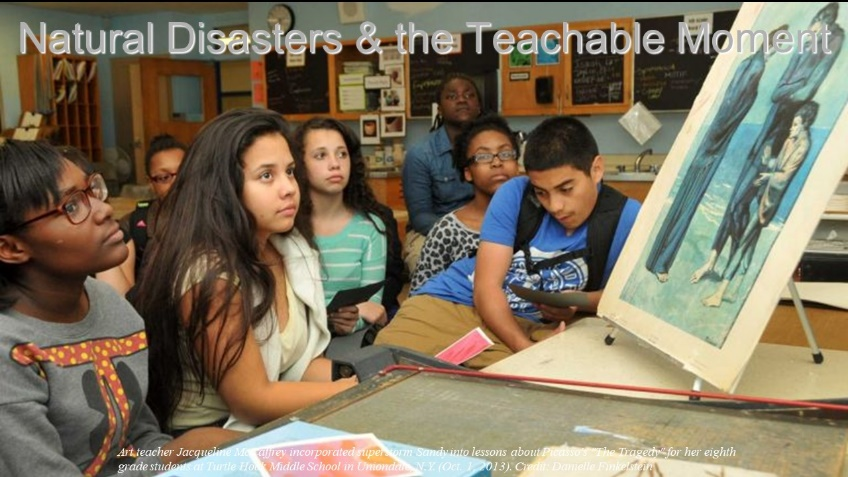 Natural Disasters & the Teachable Moment
Art teacher Jacqueline McCaffrey incorporated superstorm Sandy into lessons about Picasso's "The Tragedy" for her eighth
grade students at Turtle Hook Middle School in Uniondale, N.Y. (Oct. 1, 2013). Credit: Danielle Finkelstein